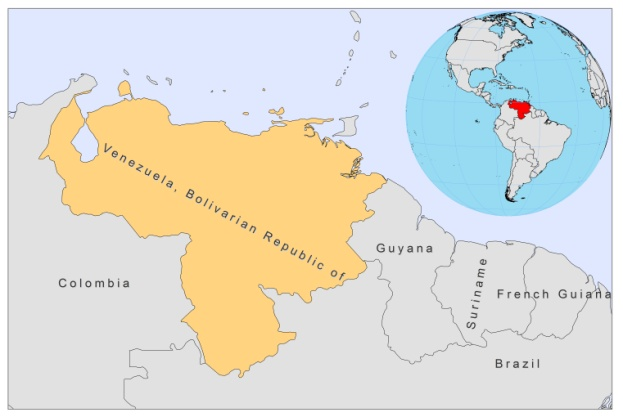 Venezuela, Bolivarian Republic of
Guyana
Colombia
Suriname
French Guiana
Brazil